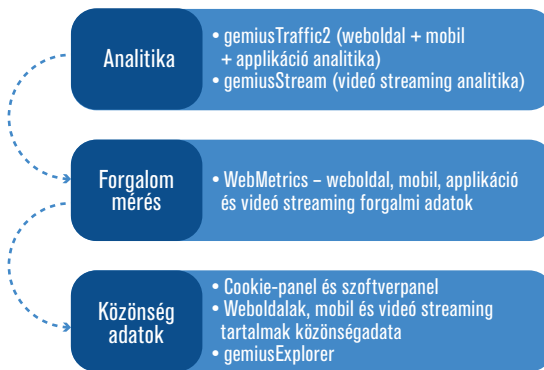 Analitika
• gemiusTraffic2 (weboldal + mobil
+ applikáció analitika)
• gemiusStream (videó streaming analitika)
Forgalom
mérés
• WebMetrics – weboldal, mobil, applikáció
és videó streaming forgalmi adatok
Közönség
adatok
• Cookie-panel és szoftverpanel
• Weboldalak, mobil és videó streaming
tartalmak közönségadata
• gemiusExplorer